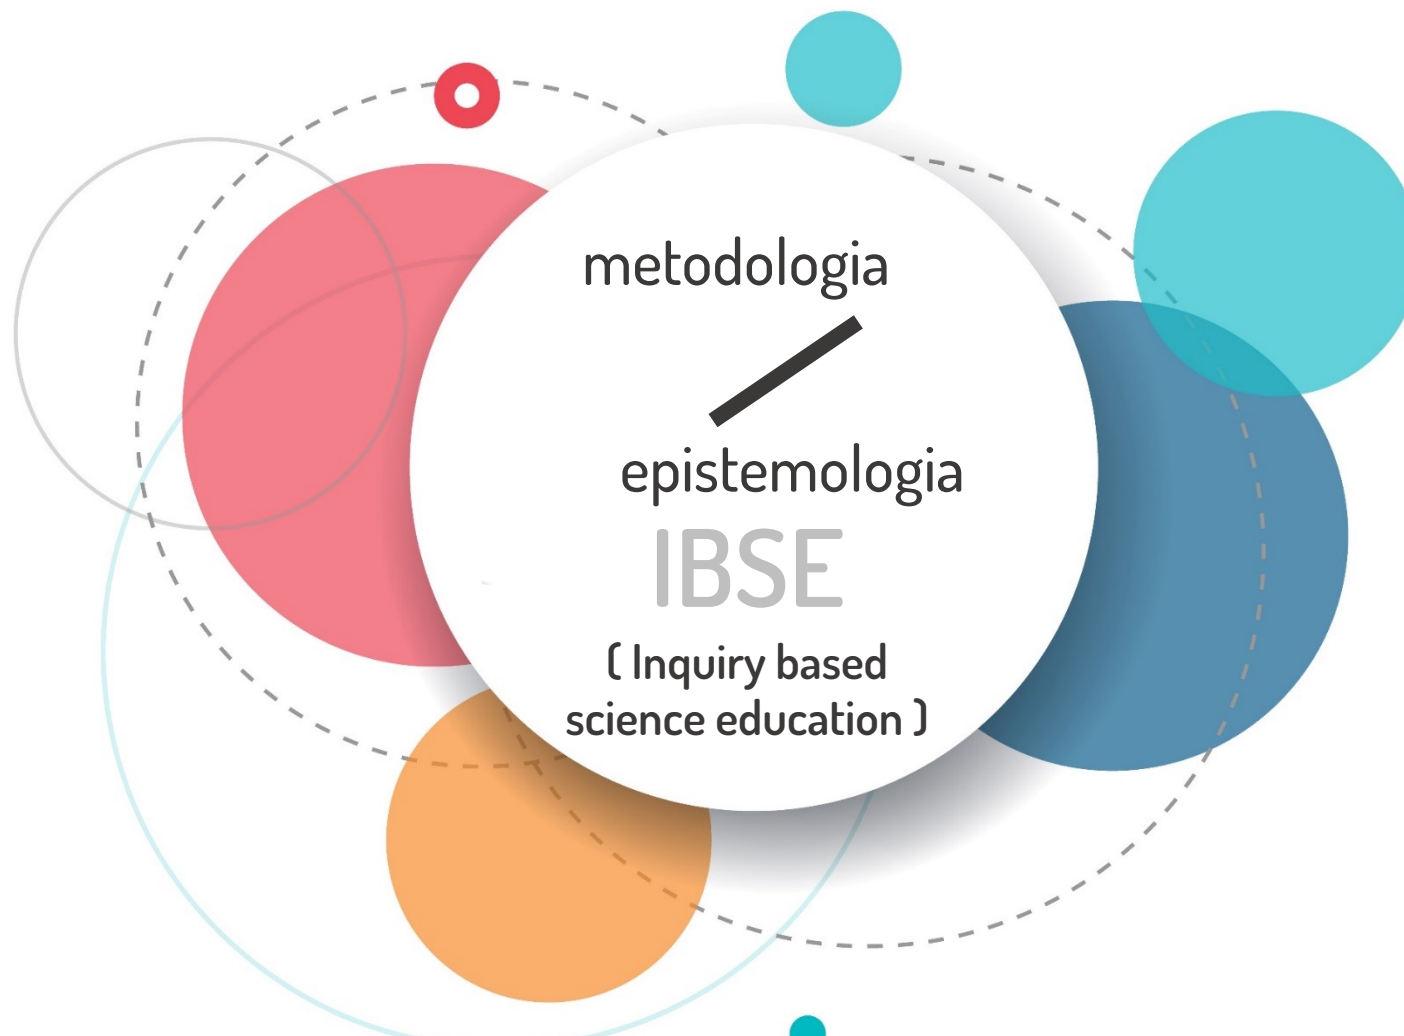 metodologia
epistemologia
IBSE
( Inquiry based
science education )